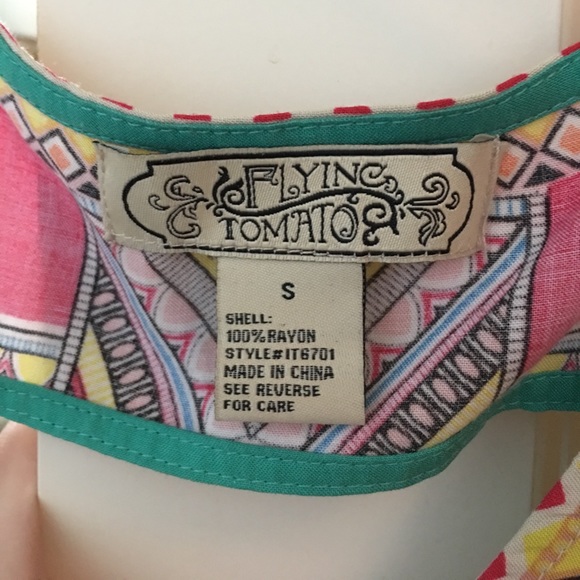 FLYING
TOMATO
S
SHELL:
100%RAYON
STYLE#IT6701
MADE IN CHINA
SEE REVERSE
FOR CARE